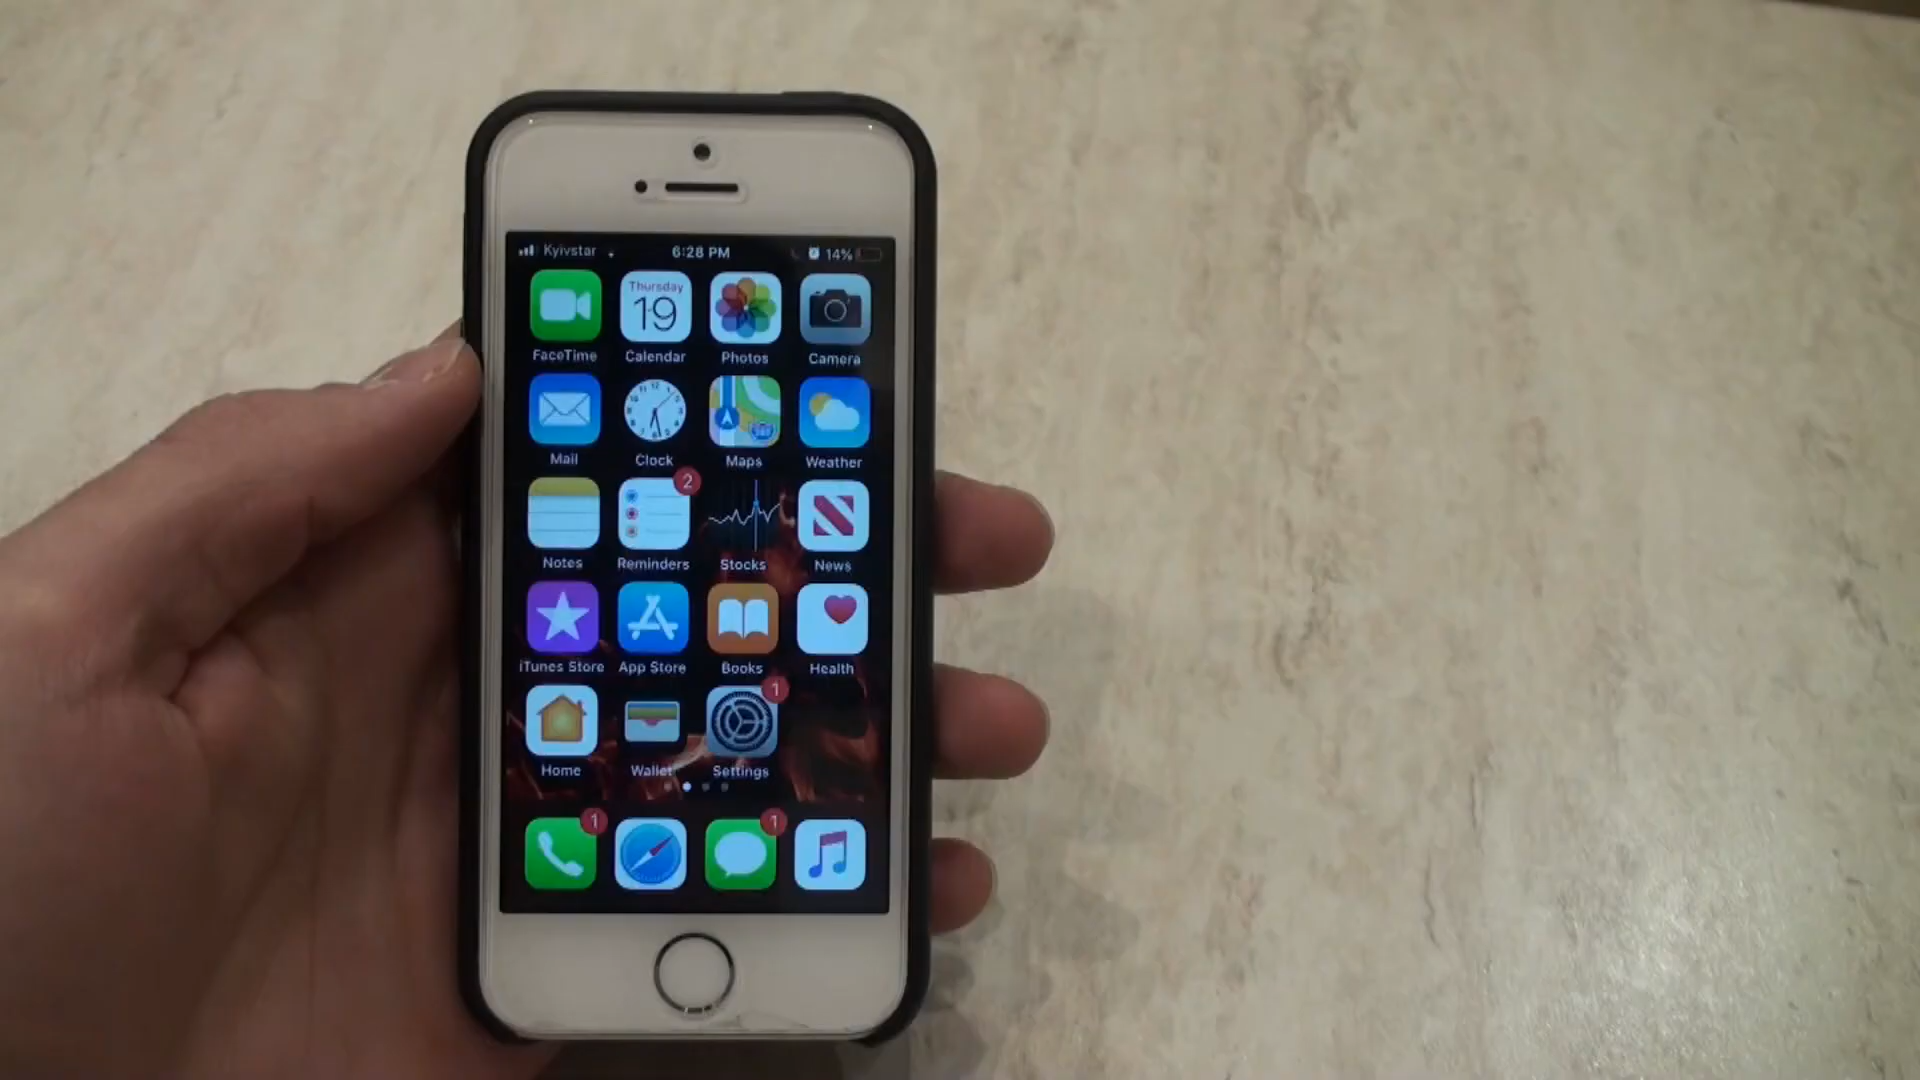 Kyivstar 6:28 PM 14%
Thursday
19
FaceTime Calendar Photos Camera
Mail Clock Maps Weather
2
Notes Reminders Stocks News
iTunes Store App Store Books Health
1
Home Wallet Settings
1 1